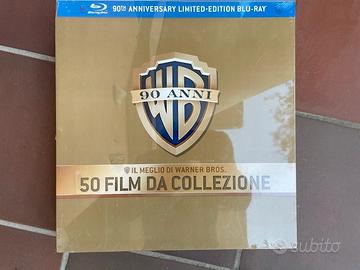 Blu-ray Disc 90TH ANNIVERSARY LIMITED-EDITION BLU-RAY
WB
90 ANNI
IL MEGLIO DI WARNER BROS.
50 FILM DA COLLEZIONE
subito